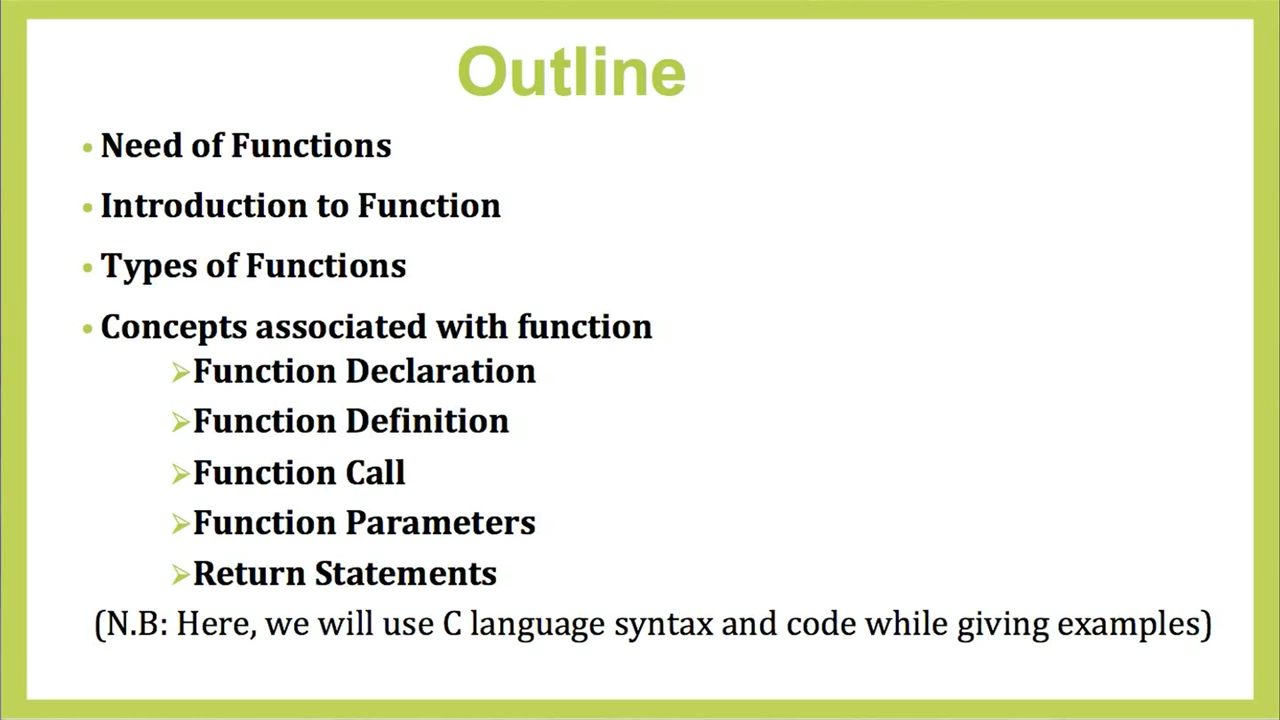 Outline
• Need of Functions
• Introduction to Function
• Types of Functions
• Concepts associated with function
➢Function Declaration
➢Function Definition
➢Function Call
➢Function Parameters
➢Return Statements
(N.B: Here, we will use C language syntax and code while giving examples)